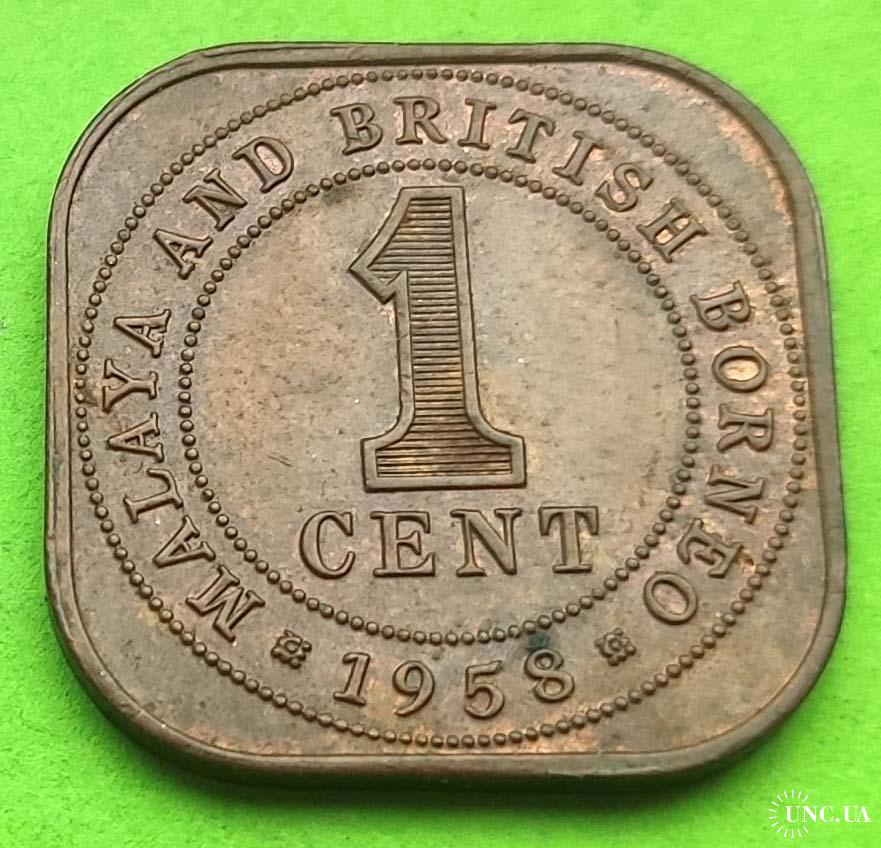 MALAYA AND BRITISH BORNEO
1
CENT
1958
UNC.UA